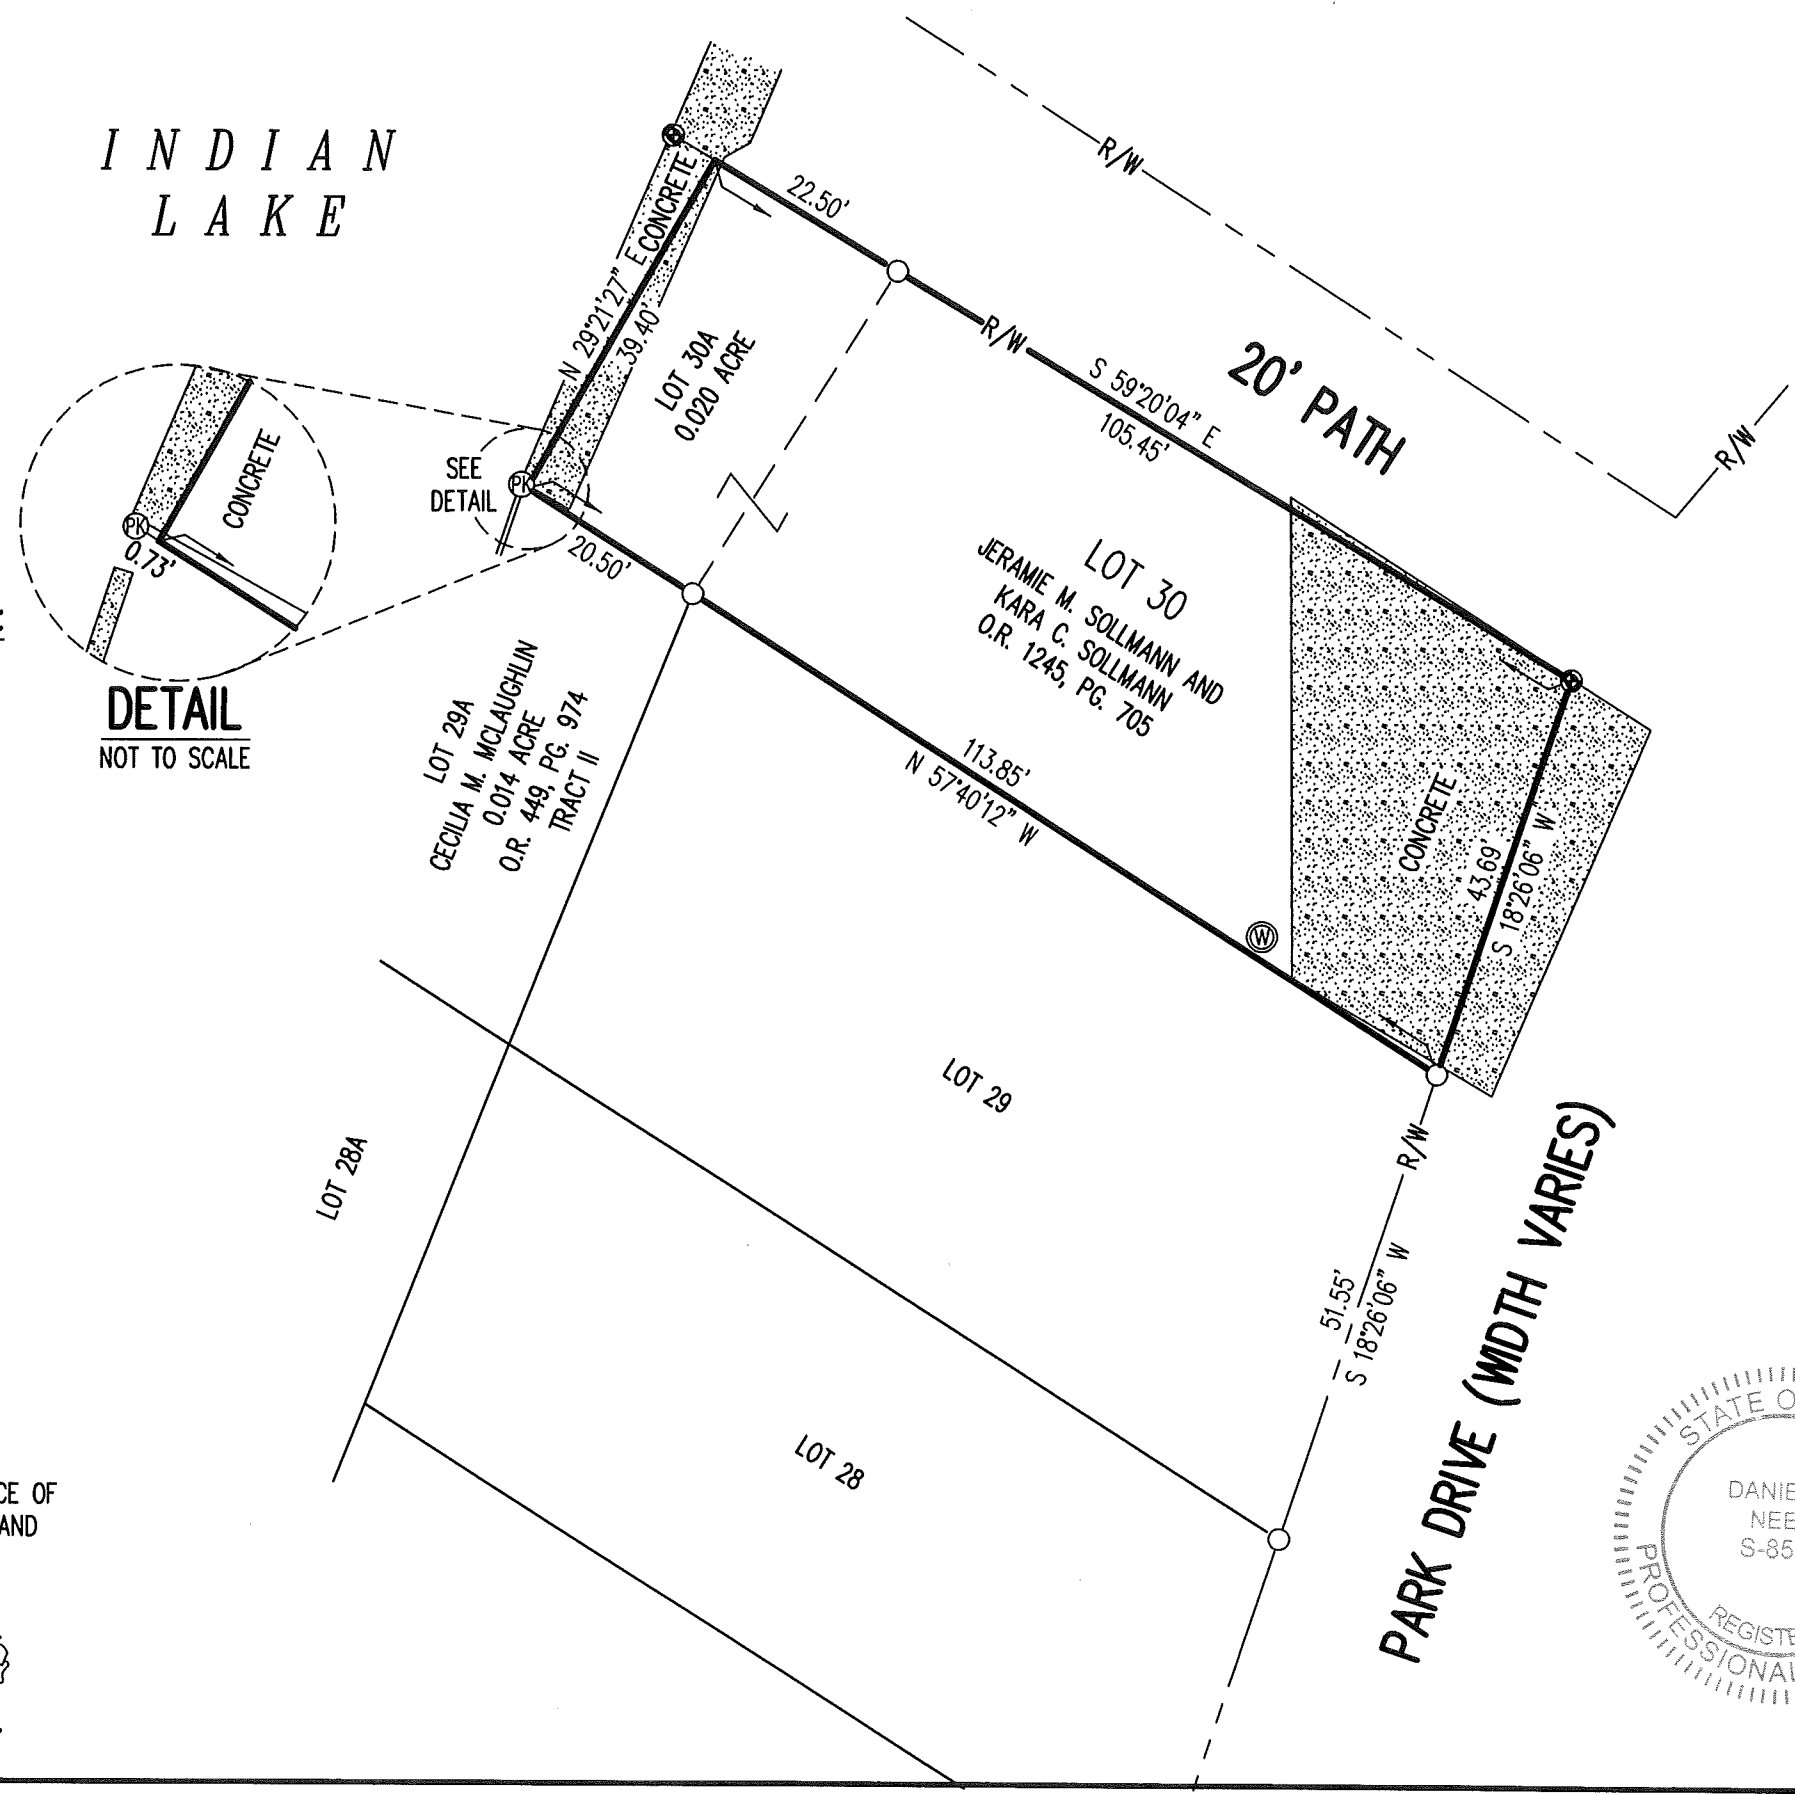 INDIAN
LAKE
R/W
22.50'
CONCRETE
N 29°21'27" E
39.40'
LOT 30A
0.020 ACRE
R/W
S 59°20'04" E
105.45'
20' PATH
R/W
CONCRETE
PK
0.73'
DETAIL
NOT TO SCALE
SEE
DETAIL
PK
20.50'
LOT 30
JERAMIE M. SOLLMANN AND
KARA C. SOLLMANN
O.R. 1245, PG. 705
LOT 29A
CECILIA M. MCLAUGHLIN
0.014 ACRE
O.R. 449, PG. 974
TRACT II
113.85'
N 57°40'12" W
CONCRETE
43.69'
S 18°26'06" W
W
LOT 29
R/W
LOT 28A
51.55'
S 18°26'06" W
PARK DRIVE (WIDTH VARIES)
LOT 28
CE OF
AND
STATE O
DANIE
NEE
S-85
REGISTE
PROFESSIONAL